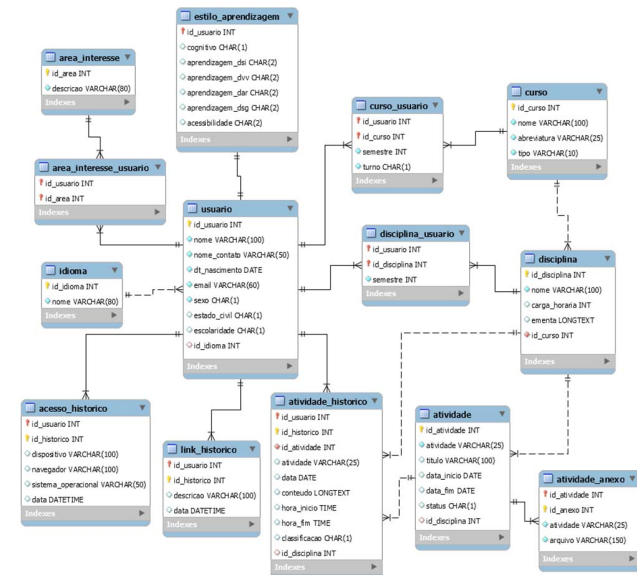 estilo_aprendizagem
id_usuario INT
cognitivo CHAR(1)
aprendizagem_dsi CHAR(2)
aprendizagem_dvv CHAR(2)
aprendizagem_dar CHAR(2)
aprendizagem_dsg CHAR(2)
acessibilidade CHAR(2)
Indexes
area_interesse
id_area INT
descricao VARCHAR(80)
Indexes
curso_usuario
id_usuario INT
id_curso INT
semestre INT
turno CHAR(1)
Indexes
curso
id_curso INT
nome VARCHAR(100)
abreviatura VARCHAR(25)
tipo VARCHAR(10)
Indexes
area_interesse_usuario
id_usuario INT
id_area INT
Indexes
usuario
id_usuario INT
nome VARCHAR(100)
nome_contato VARCHAR(50)
dt_nascimento DATE
email VARCHAR(60)
sexo CHAR(1)
estado_civil CHAR(1)
escolaridade CHAR(1)
id_idioma INT
Indexes
disciplina_usuario
id_usuario INT
id_disciplina INT
semestre INT
Indexes
disciplina
id_disciplina INT
nome VARCHAR(100)
carga_horaria INT
ementa LONGTEXT
id_curso INT
Indexes
idioma
id_idioma INT
nome VARCHAR(80)
Indexes
acesso_historico
id_usuario INT
id_historico INT
dispositivo VARCHAR(100)
navegador VARCHAR(100)
sistema_operacional VARCHAR(50)
data DATETIME
Indexes
link_historico
id_usuario INT
id_historico INT
descricao VARCHAR(100)
data DATETIME
Indexes
atividade_historico
id_usuario INT
id_historico INT
id_atividade INT
atividade VARCHAR(25)
data DATE
conteudo LONGTEXT
hora_inicio TIME
hora_fim TIME
classificacao CHAR(1)
id_disciplina INT
Indexes
atividade
id_atividade INT
atividade VARCHAR(25)
titulo VARCHAR(100)
data_inicio DATE
data_fim DATE
status CHAR(1)
id_disciplina INT
Indexes
atividade_anexo
id_atividade INT
id_anexo INT
atividade VARCHAR(25)
arquivo VARCHAR(150)
Indexes